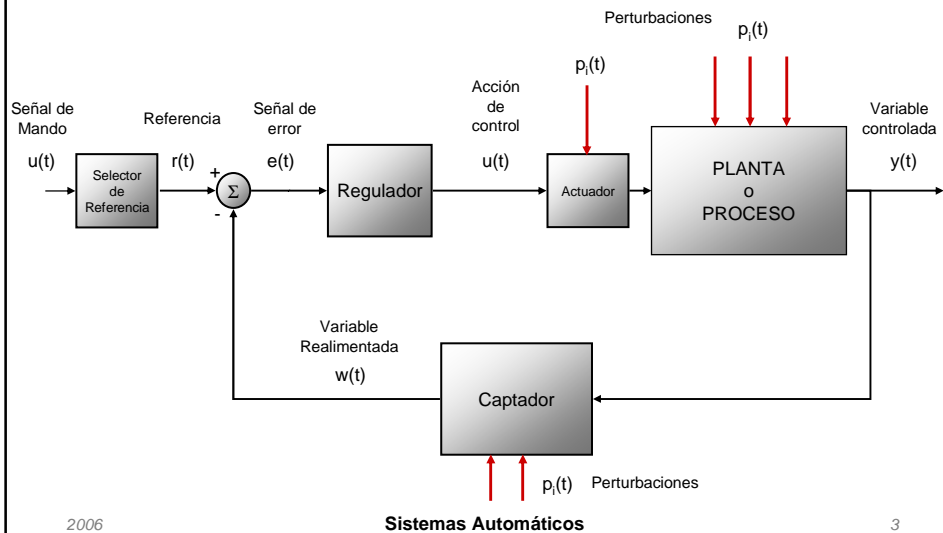 Perturbaciones
pᵢ(t)
pᵢ(t)
Señal de
Mando
u(t)
Referencia
r(t)
Señal de
error
e(t)
Acción
de
control
u(t)
Variable
controlada
y(t)
Selector
de
Referencia
+
Σ
-
Regulador
Actuador
PLANTA
o
PROCESO
Variable
Realimentada
w(t)
Captador
pᵢ(t) Perturbaciones
2006
Sistemas Automáticos
3